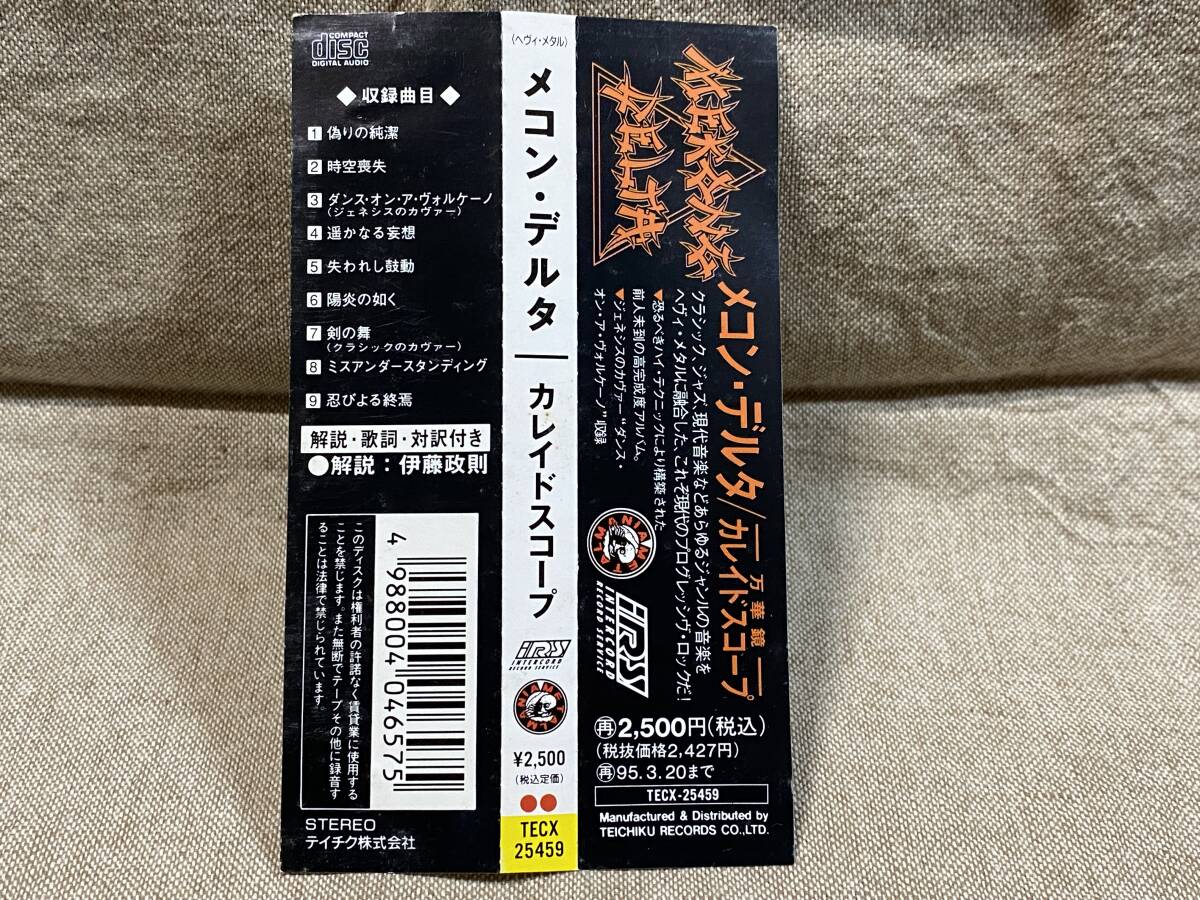 COMPACT
disc
DIGITAL AUDIO
◆収録曲目◆
1 偽りの純潔
2 時空喪失
3 ダンス・オン・ア・ヴォルケーノ
(ジェネシスのカヴァー)
4 遥かなる妄想
5 失われし鼓動
6 陽炎の如く
7 剣の舞
(クラシックのカヴァー)
8 ミスアンダースタンディング
9 忍びよる終焉
解説・歌詞・対訳付き
●解説：伊藤政則
このディスクは権利者の許諾なく賃貸業に使用する
ことを禁じます。また無断でテープその他に録音す
ることは法律で禁じられています。
4 988004 046575
STEREO
テイチク株式会社
(ヘヴィ・メタル)
メコン・デルタ｜カレイドスコープ
IRS
INTERCORD
RECORD SERVICE
METALMANIA
¥2,500
(税込定価)
TECX
25459
MEKONG
DELTA
メコン・デルタ/カレイドスコープ
—万華鏡—
クラシック、ジャズ、現代音楽などあらゆるジャンルの音楽を
ヘヴィ・メタルに融合した、これぞ現代のプログレッシヴ・ロックだ!
▼恐るべきハイ・テクニックにより構築された
前人未到の高完成度アルバム。
▼ジェネシスのカヴァー“ダンス・
オン・ア・ヴォルケーノ”収録
METALMANIA
IRS
INTERCORD
RECORD SERVICE
再2,500円(税込)
(税抜価格2,427円)
再95.3.20まで
TECX-25459
Manufactured & Distributed by
TEICHIKU RECORDS CO.,LTD.